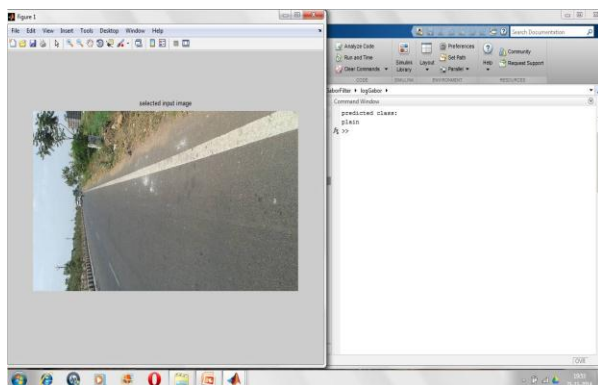 Figure 1
File Edit View Insert Tools Desktop Window Help
selected input image
Search Documentation
Analyze Code
Run and Time
Clear Commands
Simulink Library
Layout
Preferences
Set Path
Parallel
Help
Community
Request Support
CODE
SIMULINK
ENVIRONMENT
RESOURCES
GaborFilter logGabor
Command Window
predicted class:
plain
fx >>
OVR